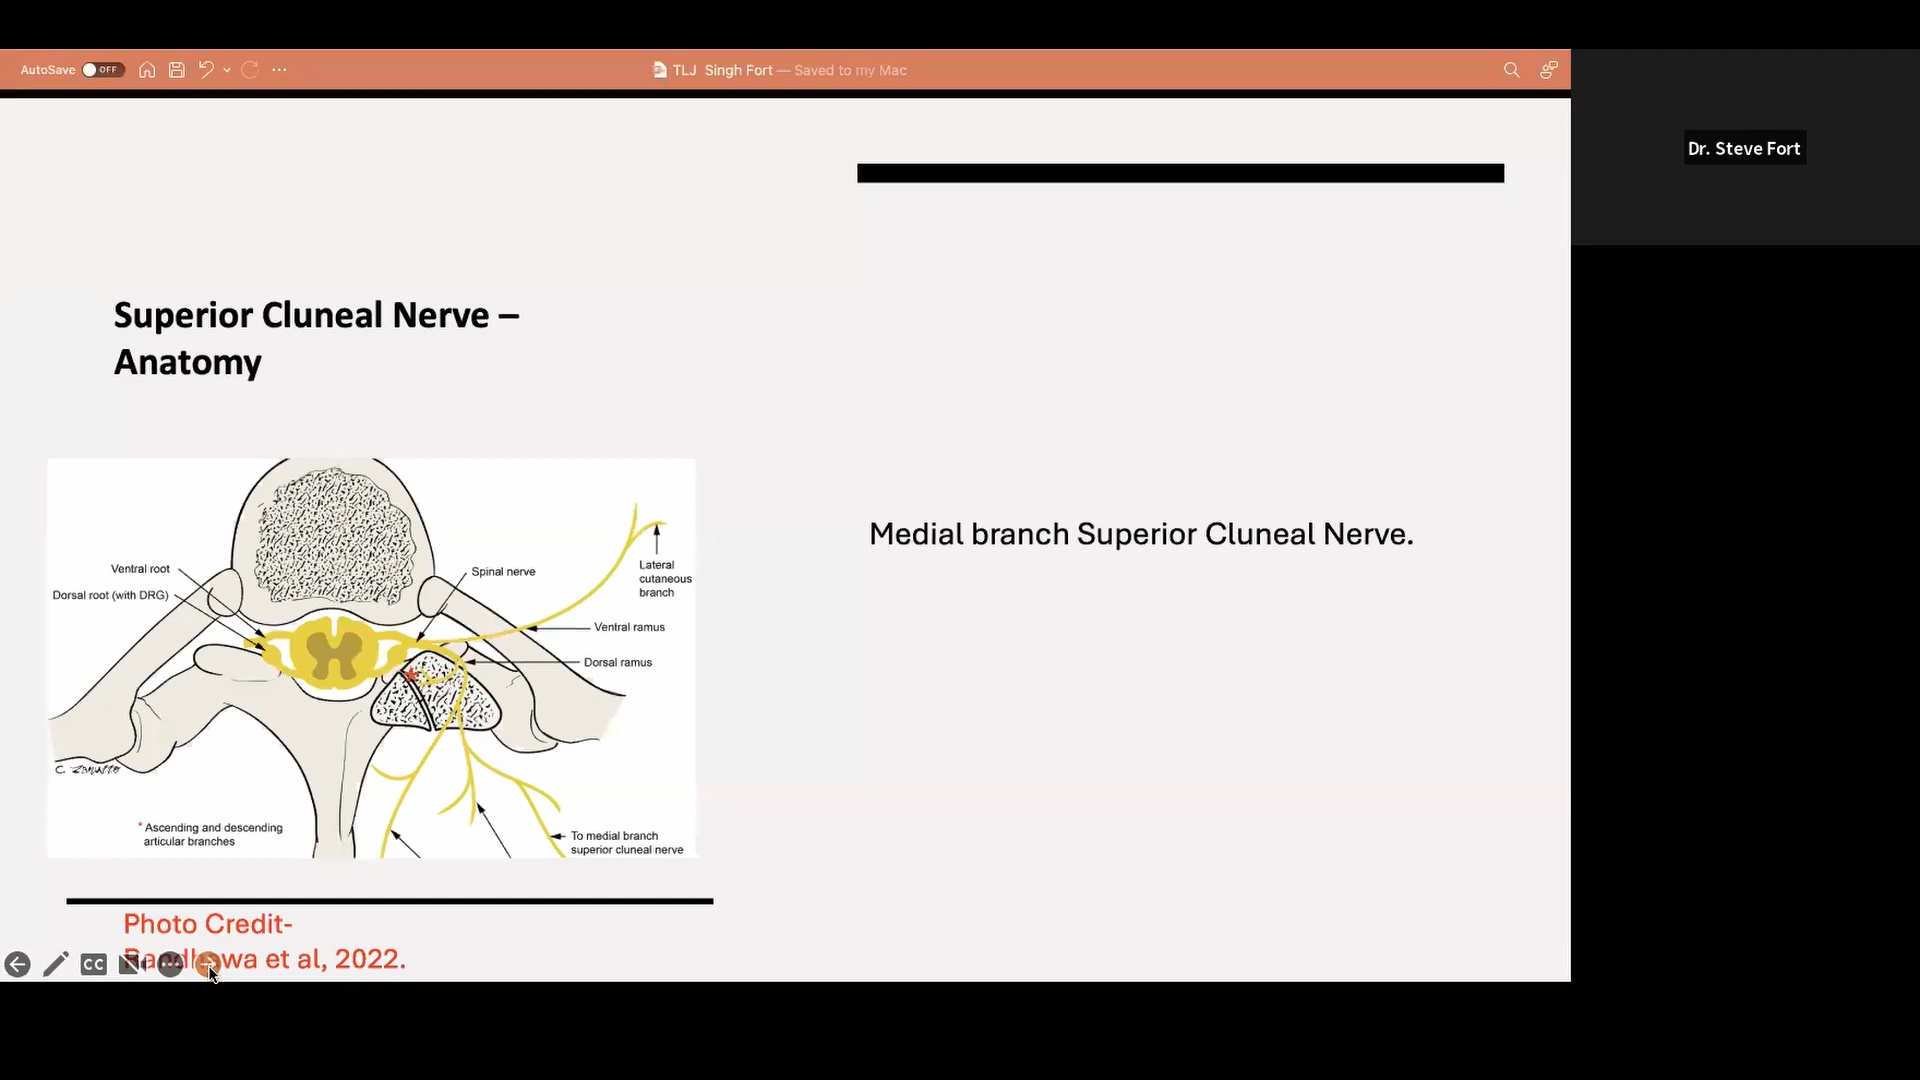 AutoSave OFF
TLJ Singh Fort — Saved to my Mac
Dr. Steve Fort
Superior Cluneal Nerve –
Anatomy
Medial branch Superior Cluneal Nerve.
Ventral root
Dorsal root (with DRG)
Spinal nerve
Lateral
cutaneous
branch
Ventral ramus
Dorsal ramus
* Ascending and descending
articular branches
To medial branch
superior cluneal nerve
Photo Credit-
et al, 2022.
CC